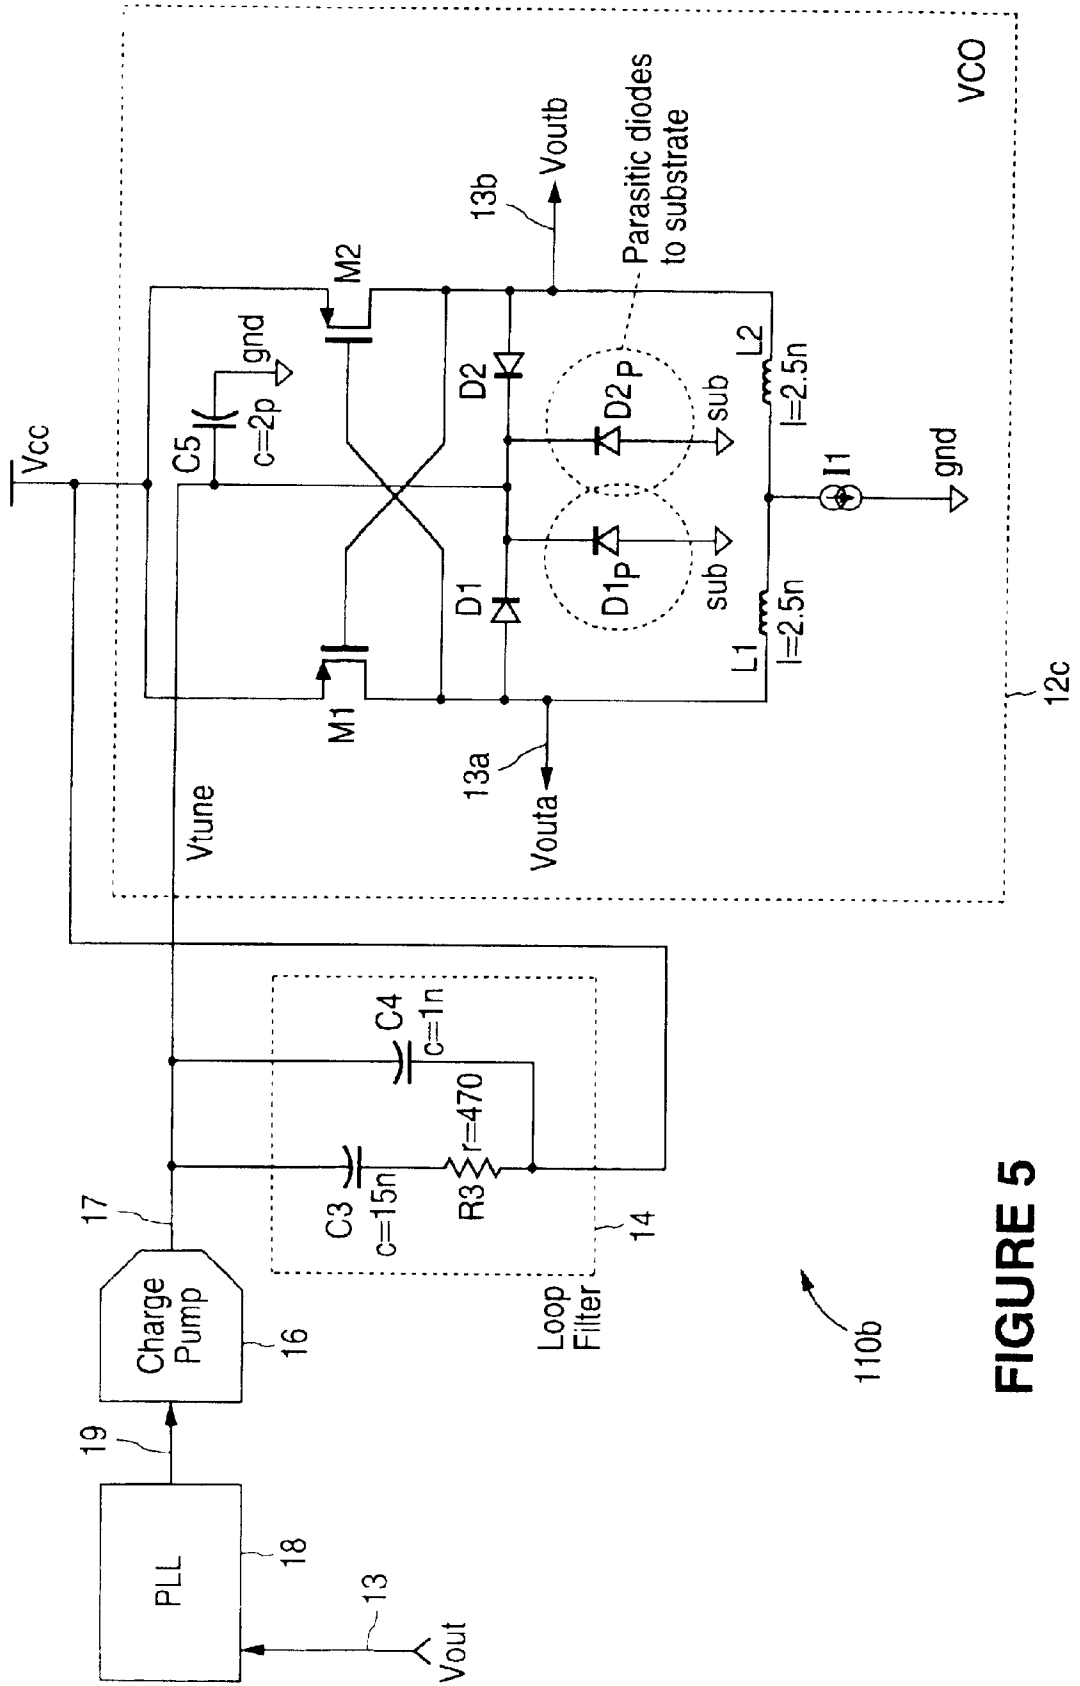 Vcc
17
19
Charge
Pump
16
PLL
18
13
Vout
Vtune
C3
c=15n
R3
r=470
C4
c=1n
14
Loop
Filter
C5
c=2p
gnd
M1
M2
D1
D2
13a
Vouta
13b
Voutb
D1P
D2P
sub
sub
Parasitic diodes
to substrate
L1
l=2.5n
L2
l=2.5n
I1
gnd
VCO
12c
110b
FIGURE 5